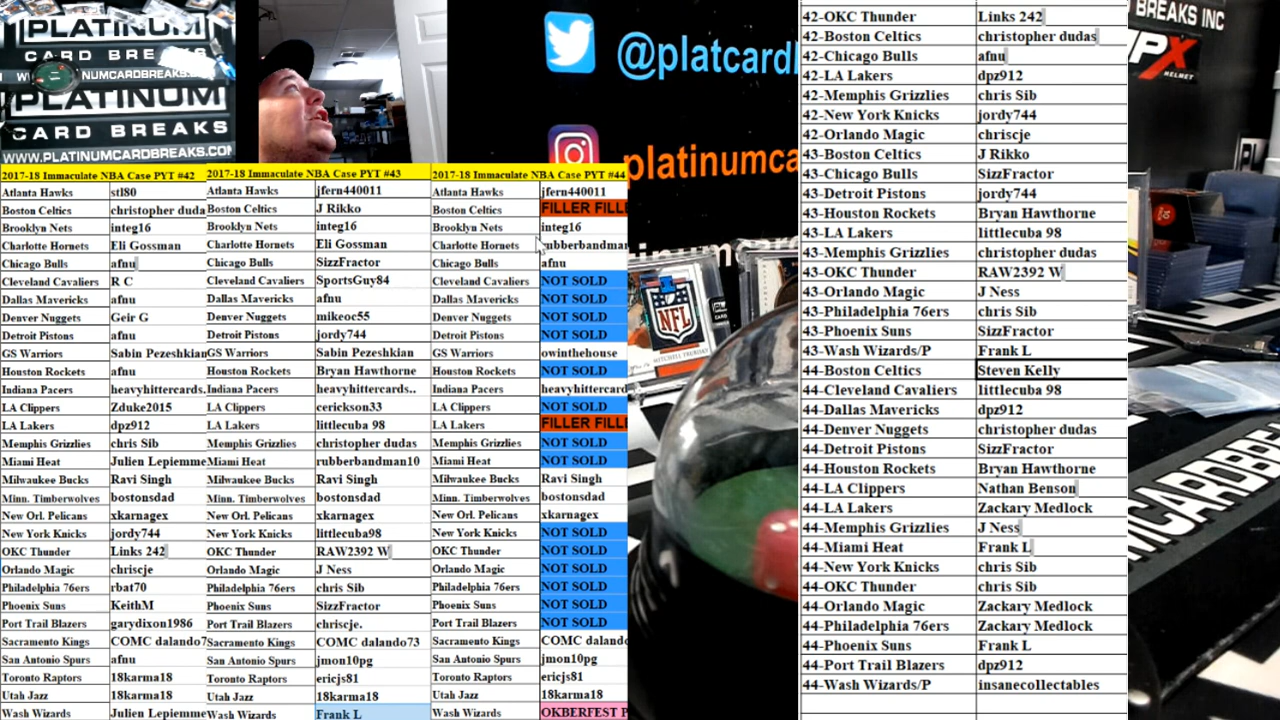 PLATINUM
CARD BREAKS
NUMCARDBREAKS.CO
PLATINUM
CARD BREAKS
WWW.PLATINUMCARDBREAKS.CO
@platcard
platinumca
BREAKS INC
HELMET
NFL
2017-18 Immaculate NBA Case PYT #42 2017-18 Immaculate NBA Case PYT #43 2017-18 Immaculate NBA Case PYT #44
Atlanta Hawks stl80 Atlanta Hawks jfern440011 Atlanta Hawks jfern440011
Boston Celtics christopher duda Boston Celtics J Rikko Boston Celtics FILLER FILL
Brooklyn Nets integ16 Brooklyn Nets integ16 Brooklyn Nets integ16
Charlotte Hornets Eli Gossman Charlotte Hornets Eli Gossman Charlotte Hornets rubberbandman
Chicago Bulls afnu Chicago Bulls SizzFractor Chicago Bulls afnu
Cleveland Cavaliers R C Cleveland Cavaliers SportsGuy84 Cleveland Cavaliers NOT SOLD
Dallas Mavericks afnu Dallas Mavericks afnu Dallas Mavericks NOT SOLD
Denver Nuggets Geir G Denver Nuggets mikeoc55 Denver Nuggets NOT SOLD
Detroit Pistons afnu Detroit Pistons jordy744 Detroit Pistons NOT SOLD
GS Warriors Sabin Pezeshkian GS Warriors Sabin Pezeshkian GS Warriors owinthehouse
Houston Rockets afnu Houston Rockets Bryan Hawthorne Houston Rockets NOT SOLD
Indiana Pacers heavyhittercards. Indiana Pacers heavyhittercards.. Indiana Pacers heavyhittercard
LA Clippers Zduke2015 LA Clippers cerickson33 LA Clippers NOT SOLD
LA Lakers dpz912 LA Lakers littlecuba 98 LA Lakers FILLER FILL
Memphis Grizzlies chris Sib Memphis Grizzlies christopher dudas Memphis Grizzlies NOT SOLD
Miami Heat Julien Lepiemme Miami Heat rubberbandman10 Miami Heat NOT SOLD
Milwaukee Bucks Ravi Singh Milwaukee Bucks Ravi Singh Milwaukee Bucks Ravi Singh
Minn. Timberwolves bostonsdad Minn. Timberwolves bostonsdad Minn. Timberwolves bostonsdad
New Orl. Pelicans xkarnagex New Orl. Pelicans xkarnagex New Orl. Pelicans xkarnagex
New York Knicks jordy744 New York Knicks littlecuba98 New York Knicks NOT SOLD
OKC Thunder Links 242 OKC Thunder RAW2392 W OKC Thunder NOT SOLD
Orlando Magic chriscje Orlando Magic J Ness Orlando Magic NOT SOLD
Philadelphia 76ers rbat70 Philadelphia 76ers chris Sib Philadelphia 76ers NOT SOLD
Phoenix Suns KeithM Phoenix Suns SizzFractor Phoenix Suns NOT SOLD
Port Trail Blazers garydixon1986 Port Trail Blazers chriscje. Port Trail Blazers NOT SOLD
Sacramento Kings COMC dalando7 Sacramento Kings COMC dalando73 Sacramento Kings COMC daland
San Antonio Spurs afnu San Antonio Spurs jmon10pg San Antonio Spurs jmon10pg
Toronto Raptors 18karma18 Toronto Raptors ericjs81 Toronto Raptors ericjs81
Utah Jazz 18karma18 Utah Jazz 18karma18 Utah Jazz 18karma18
Wash Wizards Julien Lepiemme Wash Wizards Frank L Wash Wizards OKBERFEST P
42-OKC Thunder Links 242
42-Boston Celtics christopher dudas
42-Chicago Bulls afnu
42-LA Lakers dpz912
42-Memphis Grizzlies chris Sib
42-New York Knicks jordy744
42-Orlando Magic chriscje
43-Boston Celtics J Rikko
43-Chicago Bulls SizzFractor
43-Detroit Pistons jordy744
43-Houston Rockets Bryan Hawthorne
43-LA Lakers littlecuba 98
43-Memphis Grizzlies christopher dudas
43-OKC Thunder RAW2392 W
43-Orlando Magic J Ness
43-Philadelphia 76ers chris Sib
43-Phoenix Suns SizzFractor
43-Wash Wizards/P Frank L
44-Boston Celtics Steven Kelly
44-Cleveland Cavaliers littlecuba 98
44-Dallas Mavericks dpz912
44-Denver Nuggets christopher dudas
44-Detroit Pistons SizzFractor
44-Houston Rockets Bryan Hawthorne
44-LA Clippers Nathan Benson
44-LA Lakers Zackary Medlock
44-Memphis Grizzlies J Ness
44-Miami Heat Frank L
44-New York Knicks chris Sib
44-OKC Thunder chris Sib
44-Orlando Magic Zackary Medlock
44-Philadelphia 76ers Zackary Medlock
44-Phoenix Suns Frank L
44-Port Trail Blazers dpz912
44-Wash Wizards/P insanecollectables